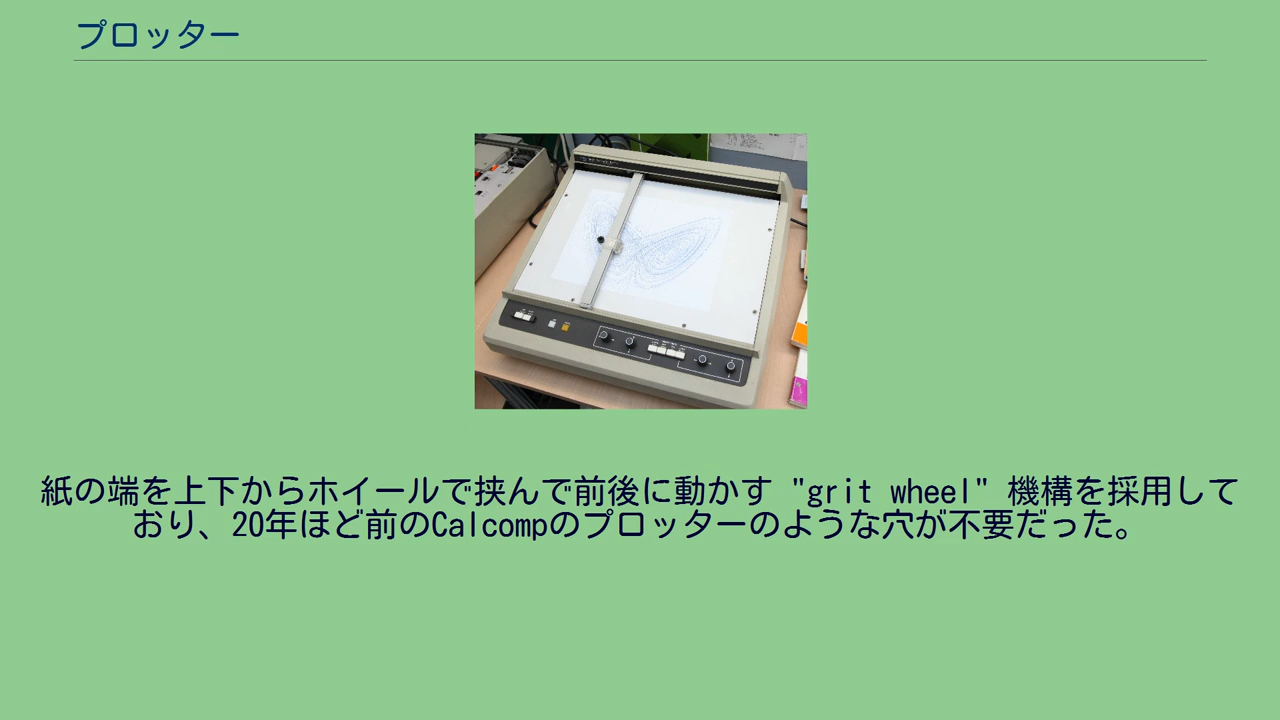 プロッター
紙の端を上下からホイールで挟んで前後に動かす "grit wheel" 機構を採用して
おり、20年ほど前のCalcompのプロッターのような穴が不要だった。